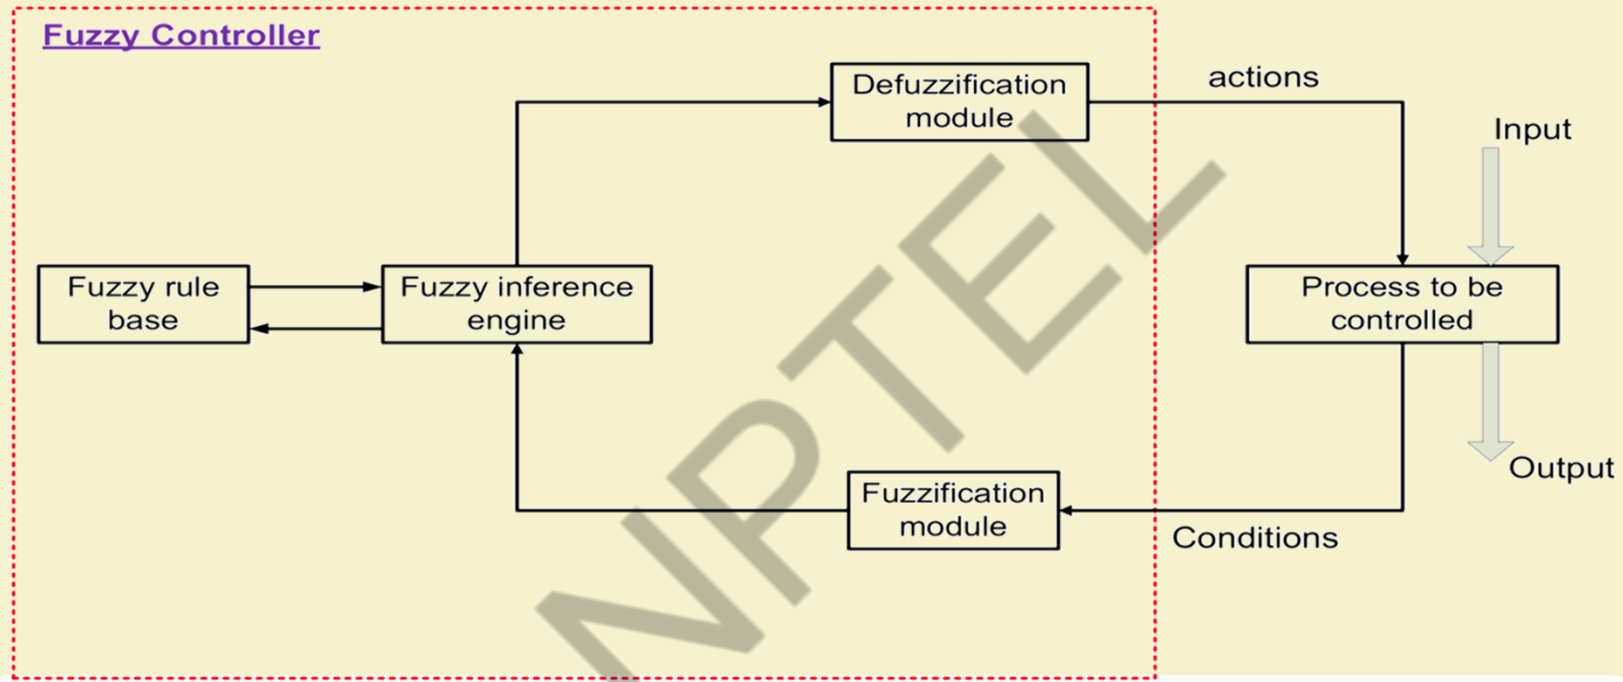 Fuzzy Controller
Defuzzification
module
actions
Input
Fuzzy rule
base
Fuzzy inference
engine
Process to be
controlled
Output
Fuzzification
module
Conditions
NPTEL